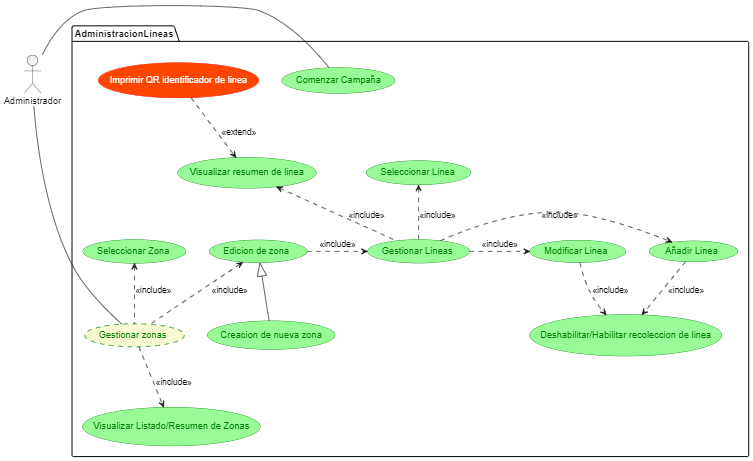 AdministracionLineas
Administrador
Imprimir QR identificador de linea
Comenzar Campaña
«extend»
Visualizar resumen de linea
Seleccionar Linea
«include»
«include»
«include»
Seleccionar Zona
Edicion de zona
«include»
Gestionar Lineas
«include»
Modificar Linea
Añadir Linea
«include»
«include»
«include»
«include»
Gestionar zonas
Creacion de nueva zona
Deshabilitar/Habilitar recoleccion de linea
«include»
Visualizar Listado/Resumen de Zonas